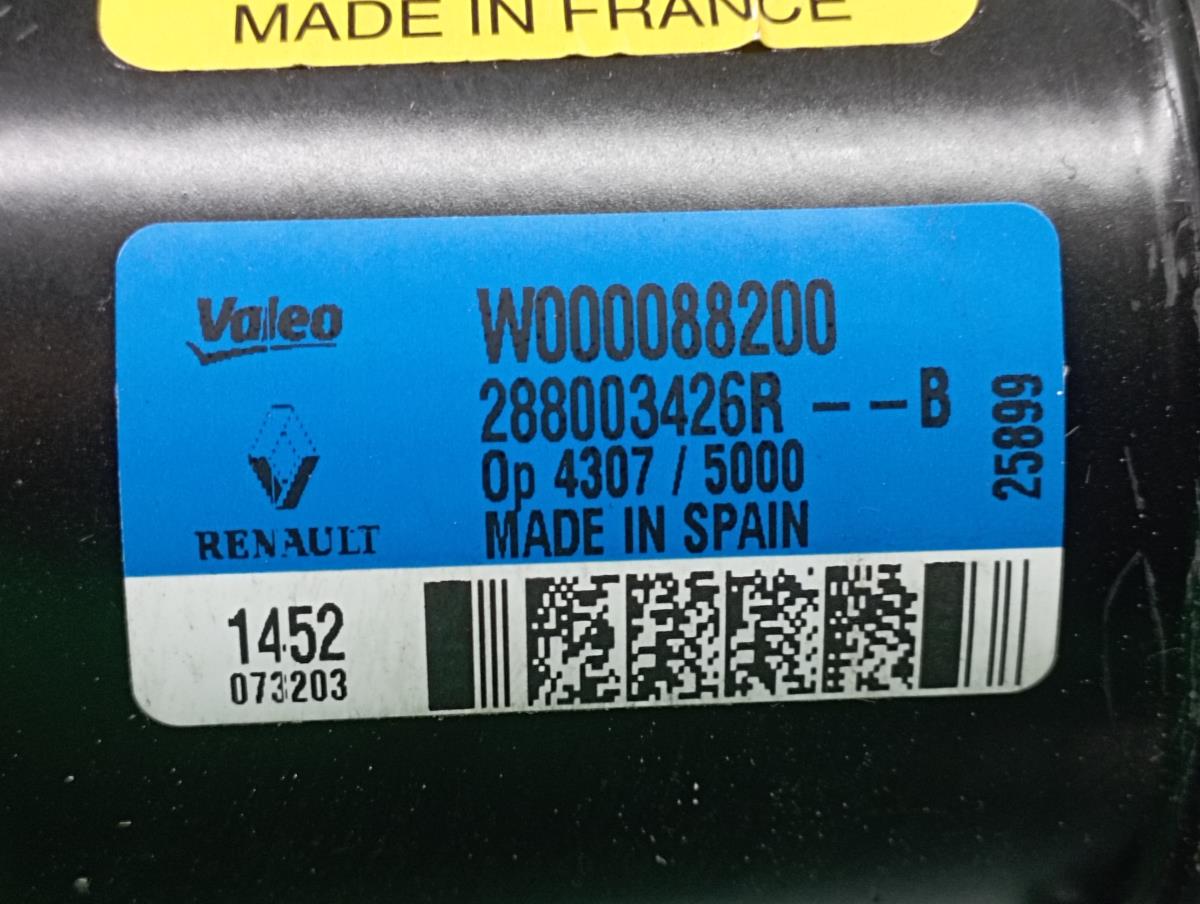 MADE IN FRANCE
Valeo
W000088200
288003426R --B
Op 4307 / 5000
MADE IN SPAIN
25899
RENAULT
1452
073203